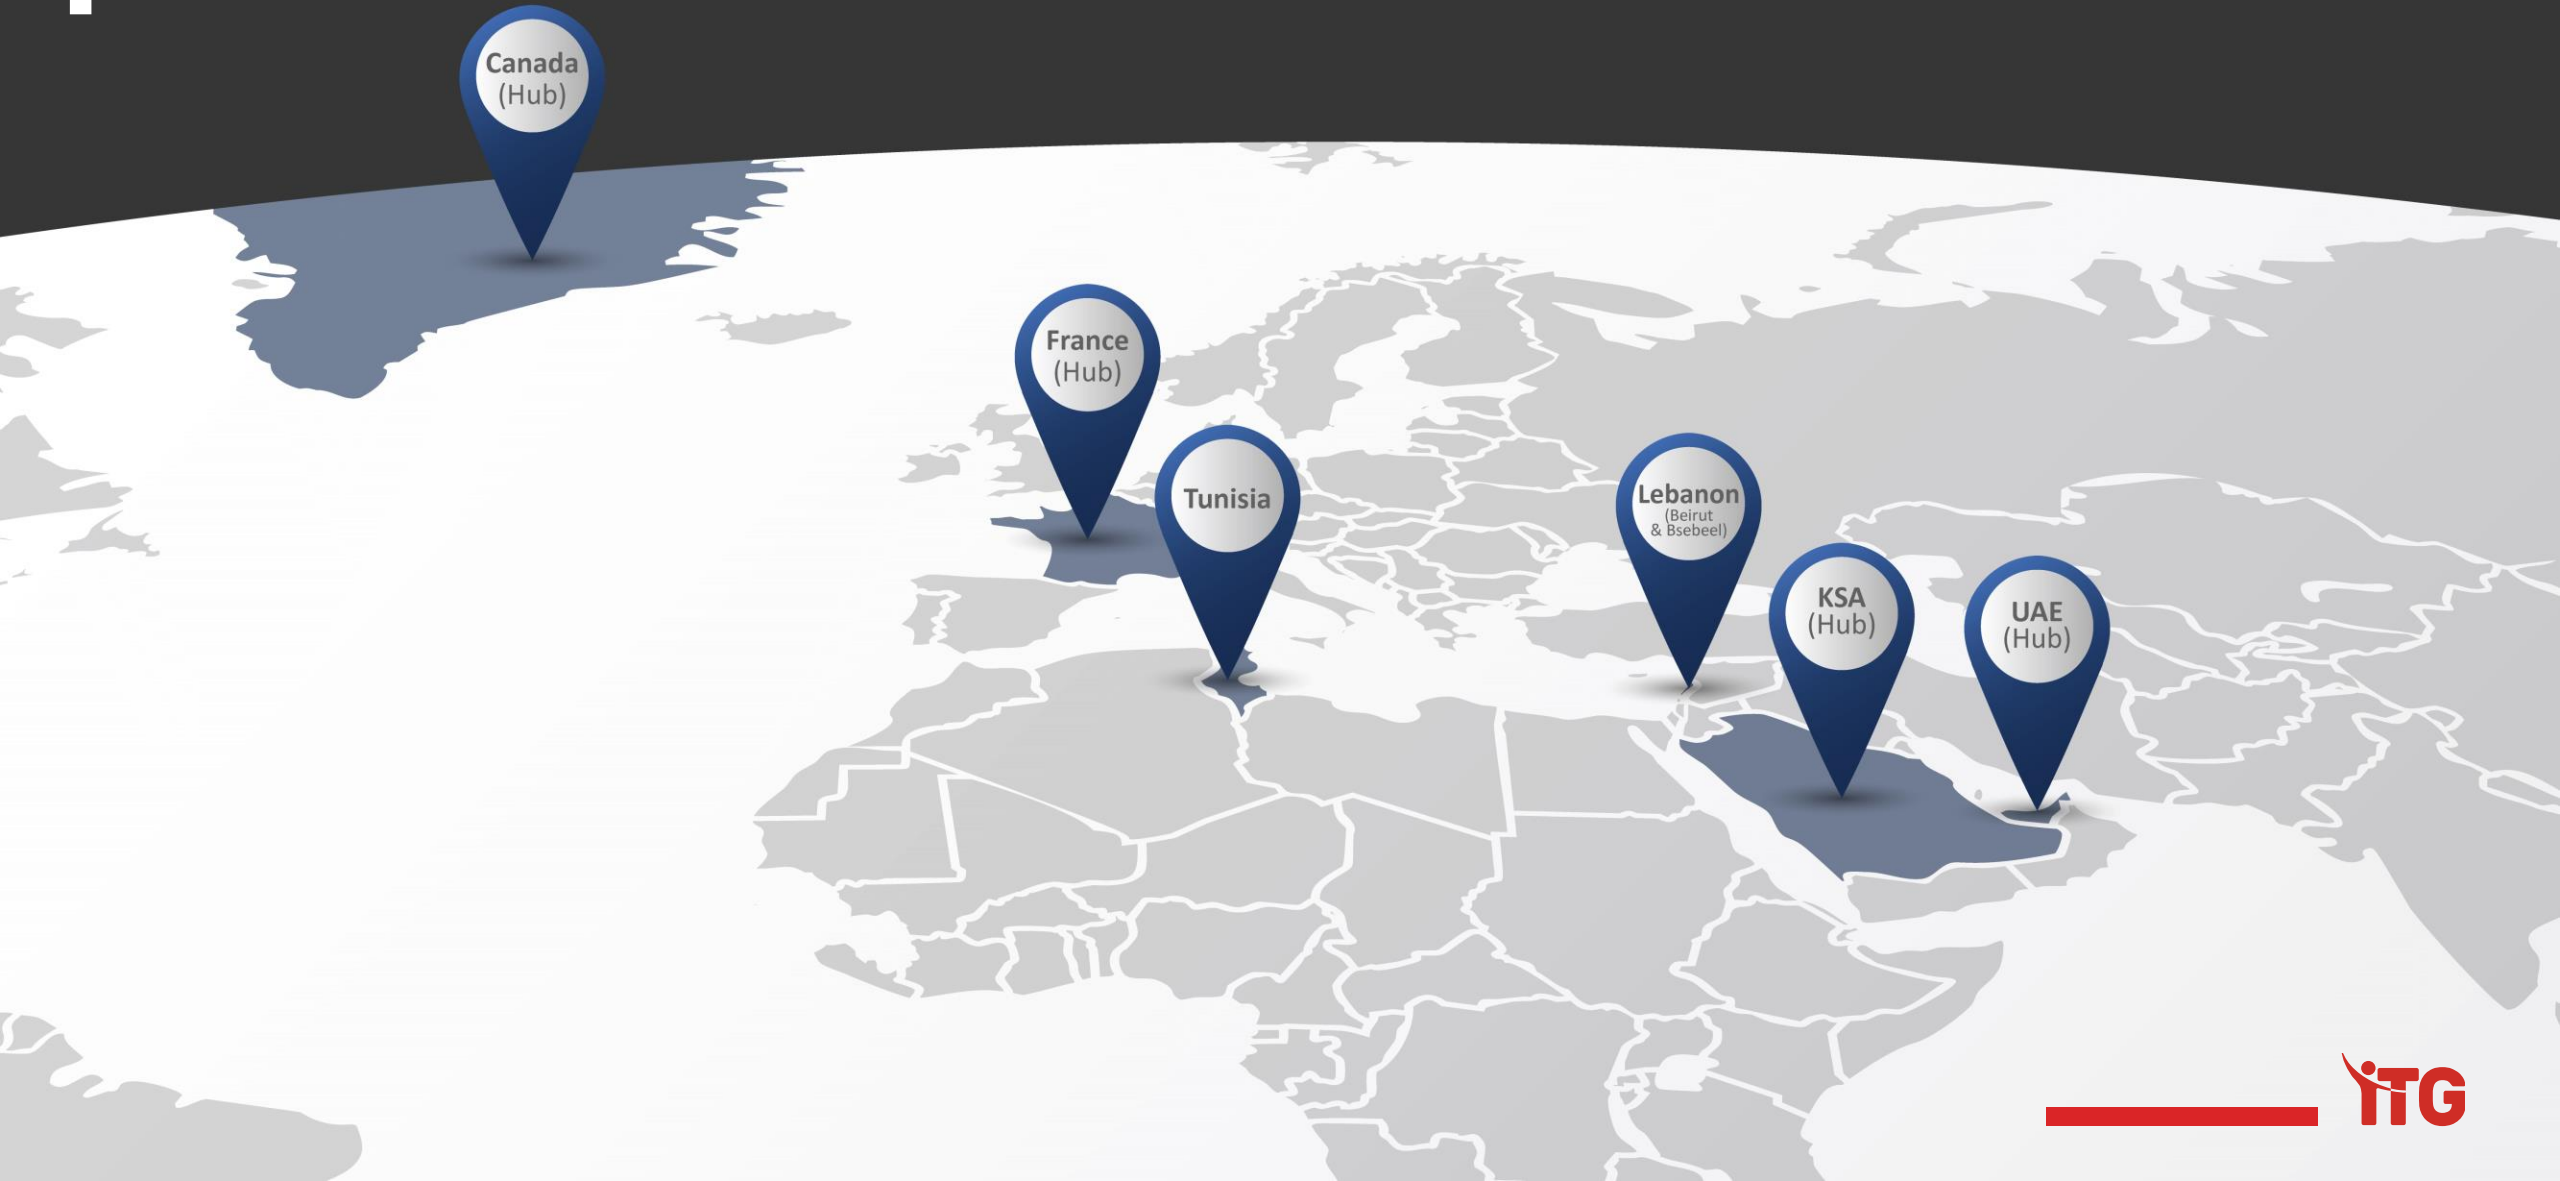 Canada
(Hub)
France
(Hub)
Tunisia
Lebanon
(Beirut
& Bsebeel)
KSA
(Hub)
UAE
(Hub)
ITG